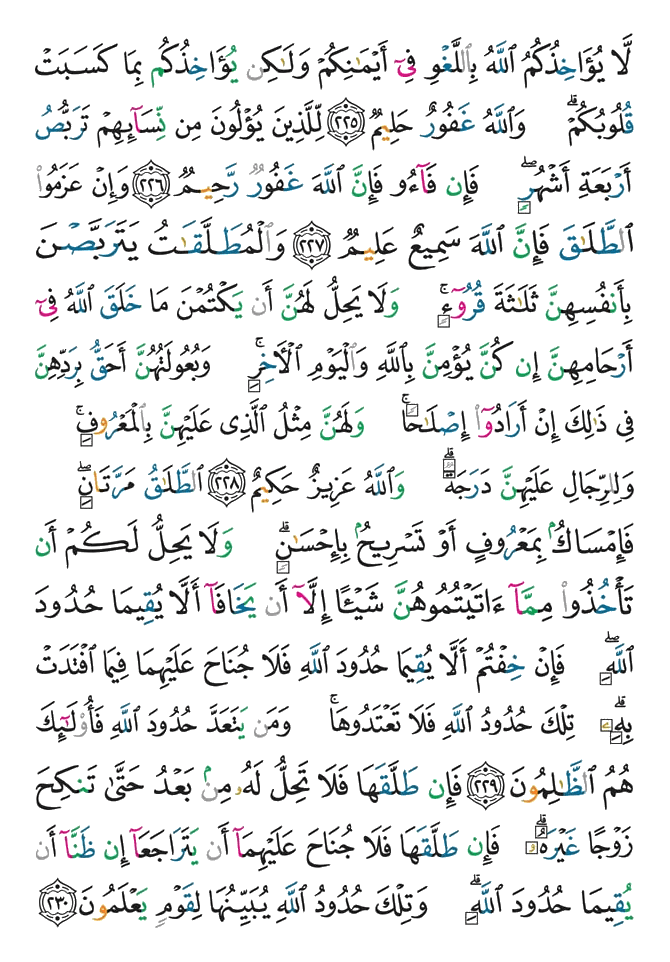 لَّا يُؤَاخِذُكُمُ ٱللَّهُ بِٱللَّغْوِ فِىٓ أَيْمَـٰنِكُمْ وَلَـٰكِن يُؤَاخِذُكُم بِمَا كَسَبَتْ
قُلُوبُكُمْ ۗ وَٱللَّهُ غَفُورٌ حَلِيمٌ ٢٢٥ لِّلَّذِينَ يُؤْلُونَ مِن نِّسَآئِهِمْ تَرَبُّصُ
أَرْبَعَةِ أَشْهُرٍ ۖ فَإِن فَآءُو فَإِنَّ ٱللَّهَ غَفُورٌ رَّحِيمٌ ٢٢٦ وَإِنْ عَزَمُوا۟
ٱلطَّلَـٰقَ فَإِنَّ ٱللَّهَ سَمِيعٌ عَلِيمٌ ٢٢٧ وَٱلْمُطَلَّقَـٰتُ يَتَرَبَّصْنَ
بِأَنفُسِهِنَّ ثَلَـٰثَةَ قُرُوٓءٍ ۚ وَلَا يَحِلُّ لَهُنَّ أَن يَكْتُمْنَ مَا خَلَقَ ٱللَّهُ فِىٓ
أَرْحَامِهِنَّ إِن كُنَّ يُؤْمِنَّ بِٱللَّهِ وَٱلْيَوْمِ ٱلْـَٔاخِرِ ۚ وَبُعُولَتُهُنَّ أَحَقُّ بِرَدِّهِنَّ
فِى ذَٰلِكَ إِنْ أَرَادُوٓا۟ إِصْلَـٰحًا ۚ وَلَهُنَّ مِثْلُ ٱلَّذِى عَلَيْهِنَّ بِٱلْمَعْرُوفِ ۚ
وَلِلرِّجَالِ عَلَيْهِنَّ دَرَجَةٌ ۗ وَٱللَّهُ عَزِيزٌ حَكِيمٌ ٢٢٨ ٱلطَّلَـٰقُ مَرَّتَانِ ۖ
فَإِمْسَاكٌۢ بِمَعْرُوفٍ أَوْ تَسْرِيحٌۢ بِإِحْسَـٰنٍ ۗ وَلَا يَحِلُّ لَكُمْ أَن
تَأْخُذُوا۟ مِمَّآ ءَاتَيْتُمُوهُنَّ شَيْـًٔا إِلَّآ أَن يَخَافَآ أَلَّا يُقِيمَا حُدُودَ
ٱللَّهِ ۖ فَإِنْ خِفْتُمْ أَلَّا يُقِيمَا حُدُودَ ٱللَّهِ فَلَا جُنَاحَ عَلَيْهِمَا فِيمَا ٱفْتَدَتْ
بِهِۦ ۗ تِلْكَ حُدُودُ ٱللَّهِ فَلَا تَعْتَدُوهَا ۚ وَمَن يَتَعَدَّ حُدُودَ ٱللَّهِ فَأُو۟لَـٰٓئِكَ
هُمُ ٱلظَّـٰلِمُونَ ٢٢٩ فَإِن طَلَّقَهَا فَلَا تَحِلُّ لَهُۥ مِنۢ بَعْدُ حَتَّىٰ تَنكِحَ
زَوْجًا غَيْرَهُۥ ۗ فَإِن طَلَّقَهَا فَلَا جُنَاحَ عَلَيْهِمَآ أَن يَتَرَاجَعَآ إِن ظَنَّآ أَن
يُقِيمَا حُدُودَ ٱللَّهِ ۗ وَتِلْكَ حُدُودُ ٱللَّهِ يُبَيِّنُهَا لِقَوْمٍ يَعْلَمُونَ ٢٣٠